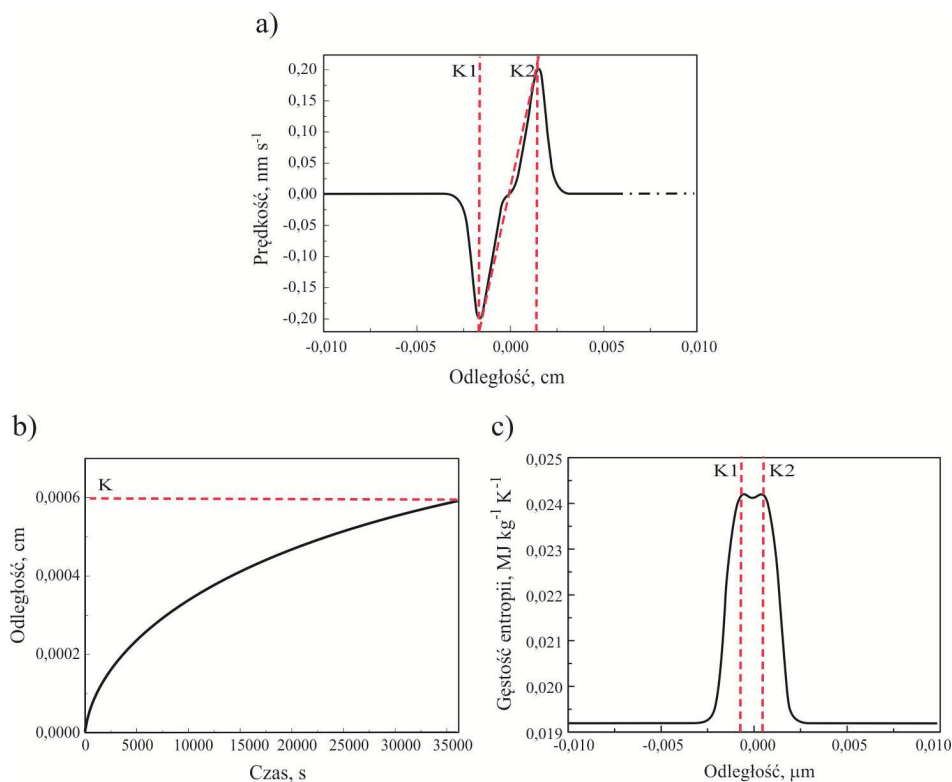 a)
K1 K2
Prędkość, nm s⁻¹
0,20
0,15
0,10
0,05
0,00
-0,05
-0,10
-0,15
-0,20
-0,010 -0,005 0,000 0,005 0,010
Odległość, cm
b)
K
Odległość, cm
0,0006
0,0004
0,0002
0,0000
0 5000 10000 15000 20000 25000 30000 35000
Czas, s
c)
K1 K2
Gęstość entropii, MJ kg⁻¹ K⁻¹
0,025
0,024
0,023
0,022
0,021
0,020
0,019
-0,010 -0,005 0,000 0,005 0,010
Odległość, µm